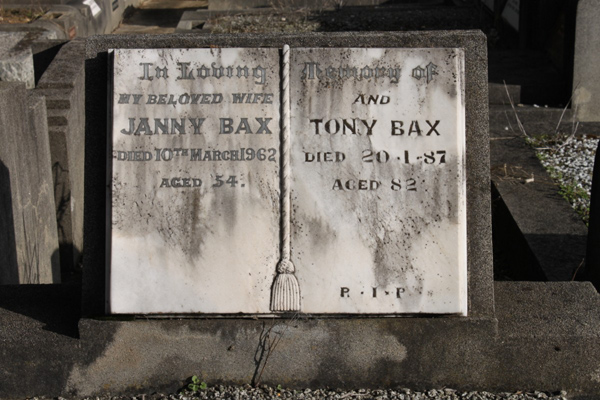 In Loving Memory of
MY BELOVED WIFE
JANNY BAX
DIED 10TH MARCH 1962
AGED 54.
AND
TONY BAX
DIED 20·1·87
AGED 82
R·I·P